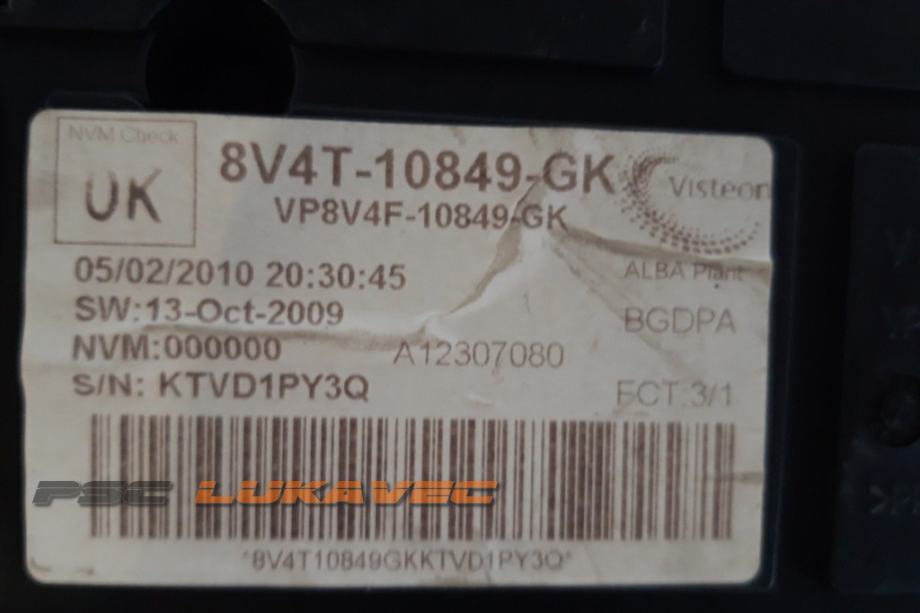 NVM Check
OK
8V4T-10849-GK
VP8V4F-10849-GK
Visteon
05/02/2010 20:30:45
ALBA Plant
SW:13-Oct-2009
BGDPA
NVM:000000
A12307080
S/N: KTVD1PY3Q
FCT:3/1
PSC LUKAVEC
*8V4T10849GKKTVD1PY3Q*